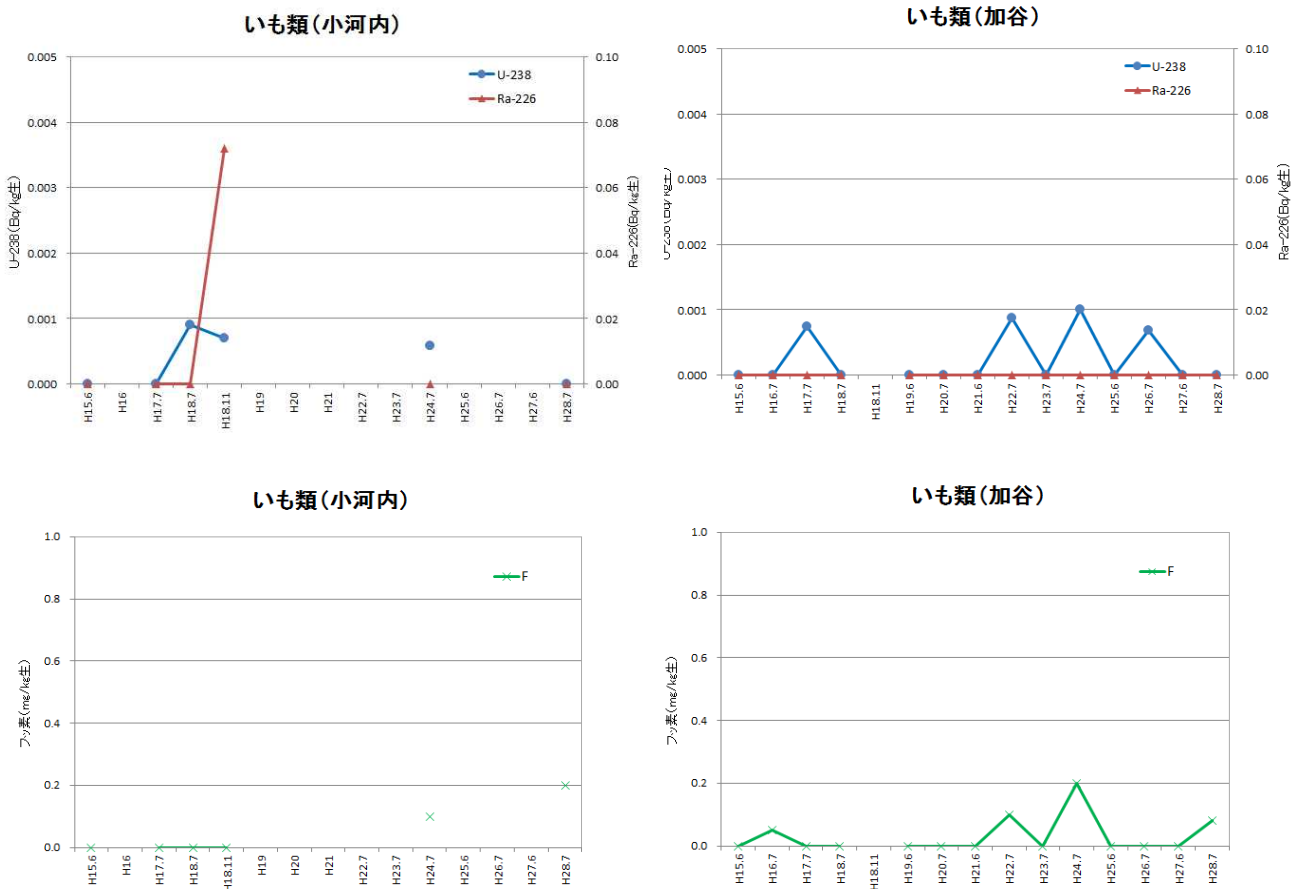 いも類(小河内)
0.005
0.004
0.003
0.002
0.001
0.000
0.10
0.08
0.06
0.04
0.02
0.00
U-238
Ra-226
U-238(Bq/kg生)
Ra-226(Bq/kg生)
H15.6
H16
H17.7
H18.7
H18.11
H19
H20
H21
H22.7
H23.7
H24.7
H25.6
H26.7
H27.6
H28.7
いも類(加谷)
0.005
0.004
0.003
0.002
0.001
0.000
0.10
0.08
0.06
0.04
0.02
0.00
U-238
Ra-226
U-238(Bq/kg生)
Ra-226(Bq/kg生)
H15.6
H16.7
H17.7
H18.7
H18.11
H19.6
H20.7
H21.6
H22.7
H23.7
H24.7
H25.6
H26.7
H27.6
H28.7
いも類(小河内)
1.0
0.8
0.6
0.4
0.2
0.0
F
フッ素(mg/kg生)
H15.6
H16
H17.7
H18.7
H18.11
H19
H20
H21
H22.7
H23.7
H24.7
H25.6
H26.7
H27.6
H28.7
いも類(加谷)
1.0
0.8
0.6
0.4
0.2
0.0
F
フッ素(mg/kg生)
H15.6
H16.7
H17.7
H18.7
H18.11
H19.6
H20.7
H21.6
H22.7
H23.7
H24.7
H25.6
H26.7
H27.6
H28.7